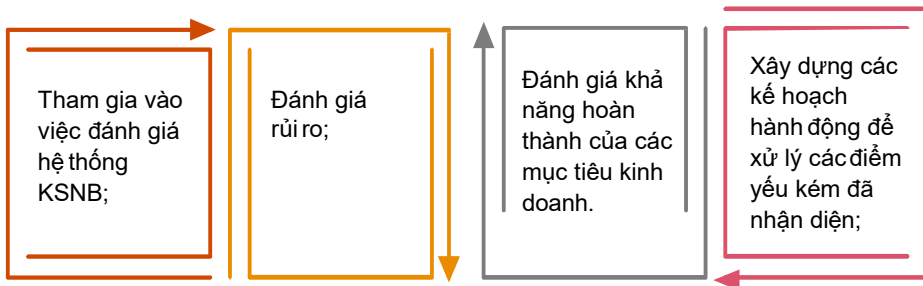 Tham gia vào
việc đánh giá
hệ thống
KSNB;
Đánh giá
rủi ro;
Đánh giá khả
năng hoàn
thành của các
mục tiêu kinh
doanh.
Xây dựng các
kế hoạch
hành động để
xử lý các điểm
yếu kém đã
nhận diện;